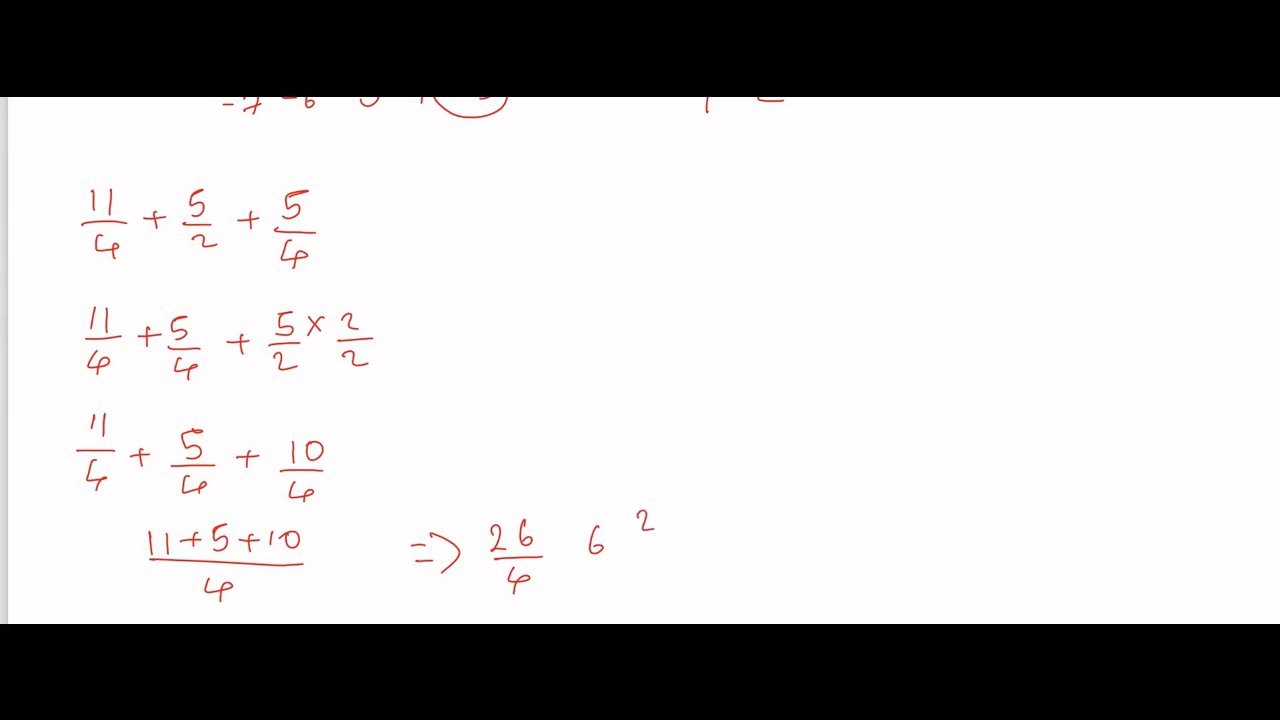 11/4 + 5/2 + 5/4
11/4 + 5/4 + 5/2 × 2/2
11/4 + 5/4 + 10/4
11+5+10/4 => 26/4 6 2